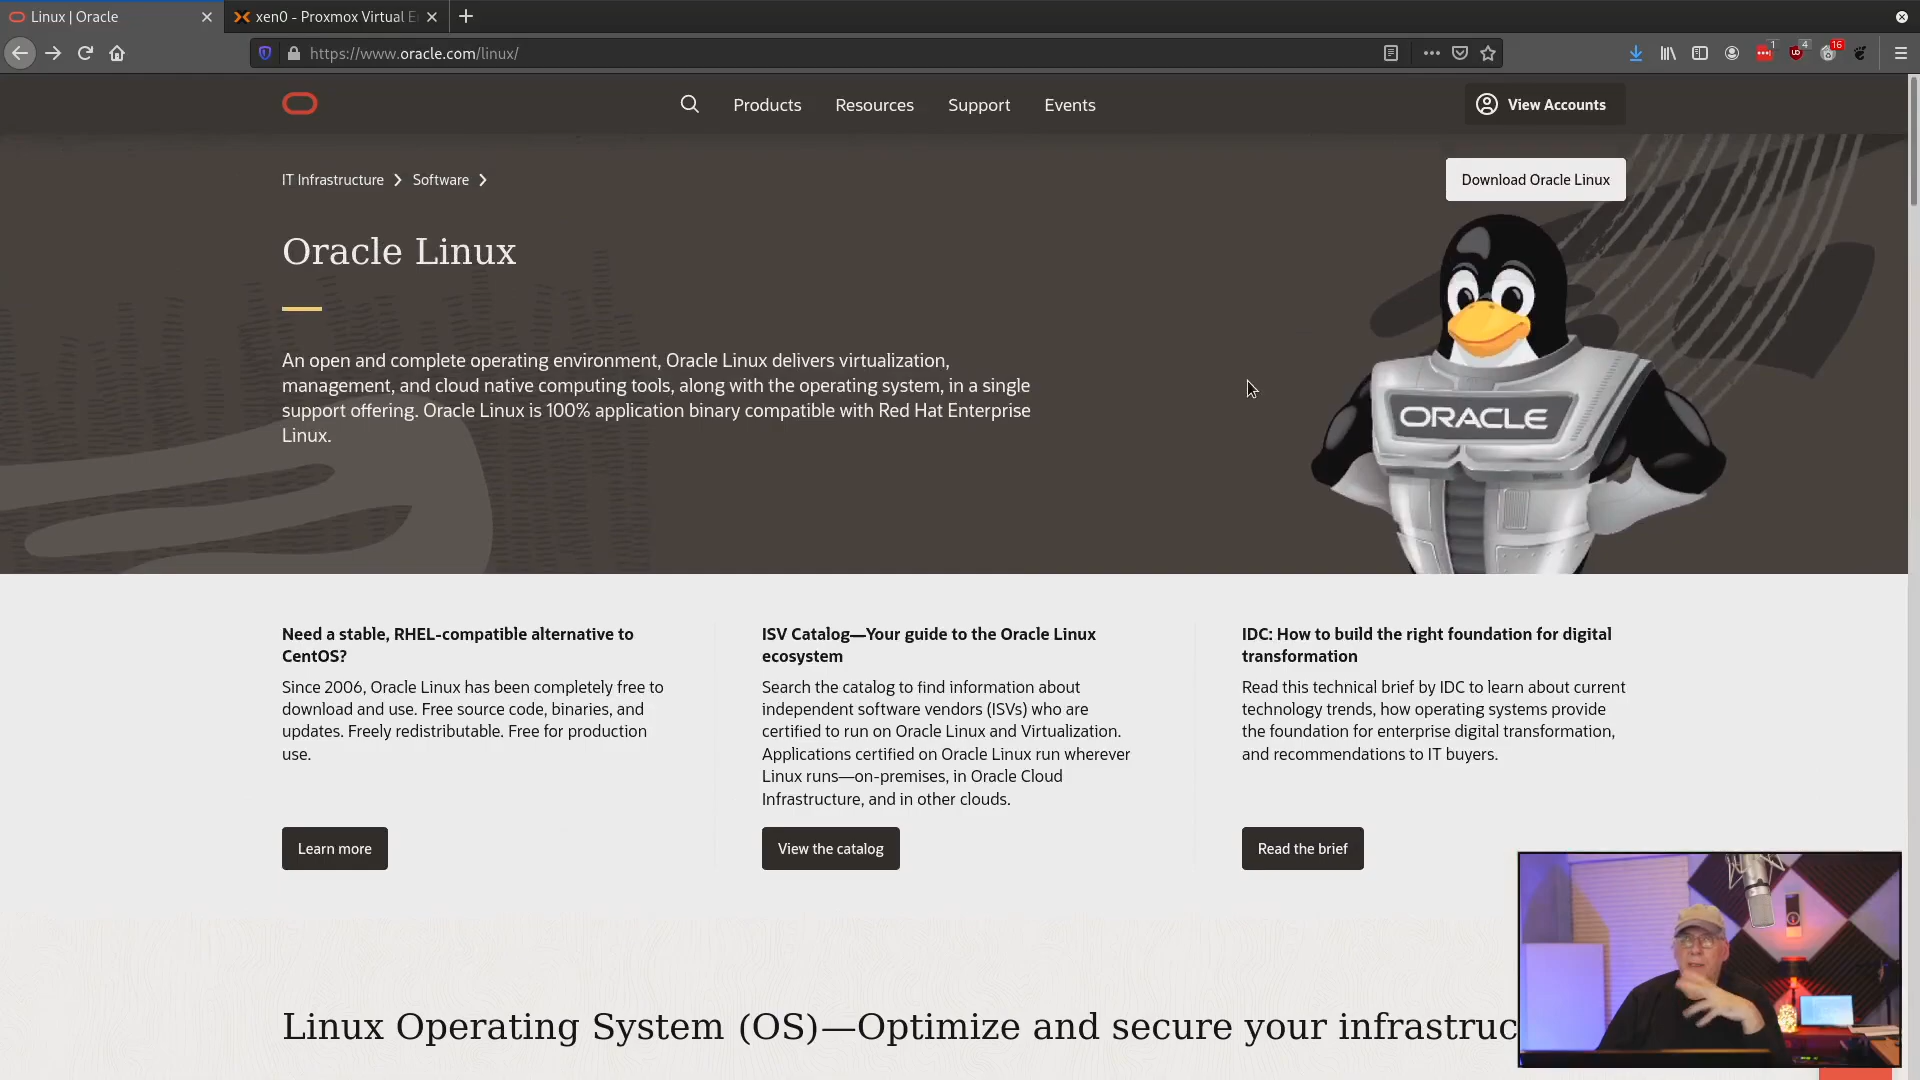 Linux | Oracle
xen0 - Proxmox Virtual E
https://www.oracle.com/linux/
1
4
16
Products
Resources
Support
Events
View Accounts
IT Infrastructure
Software
Download Oracle Linux
Oracle Linux
An open and complete operating environment, Oracle Linux delivers virtualization,
management, and cloud native computing tools, along with the operating system, in a single
support offering. Oracle Linux is 100% application binary compatible with Red Hat Enterprise
Linux.
ORACLE
Need a stable, RHEL-compatible alternative to
CentOS?
Since 2006, Oracle Linux has been completely free to
download and use. Free source code, binaries, and
updates. Freely redistributable. Free for production
use.
Learn more
ISV Catalog—Your guide to the Oracle Linux
ecosystem
Search the catalog to find information about
independent software vendors (ISVs) who are
certified to run on Oracle Linux and Virtualization.
Applications certified on Oracle Linux run wherever
Linux runs—on-premises, in Oracle Cloud
Infrastructure, and in other clouds.
View the catalog
IDC: How to build the right foundation for digital
transformation
Read this technical brief by IDC to learn about current
technology trends, how operating systems provide
the foundation for enterprise digital transformation,
and recommendations to IT buyers.
Read the brief
Linux Operating System (OS)—Optimize and secure your infrastruc